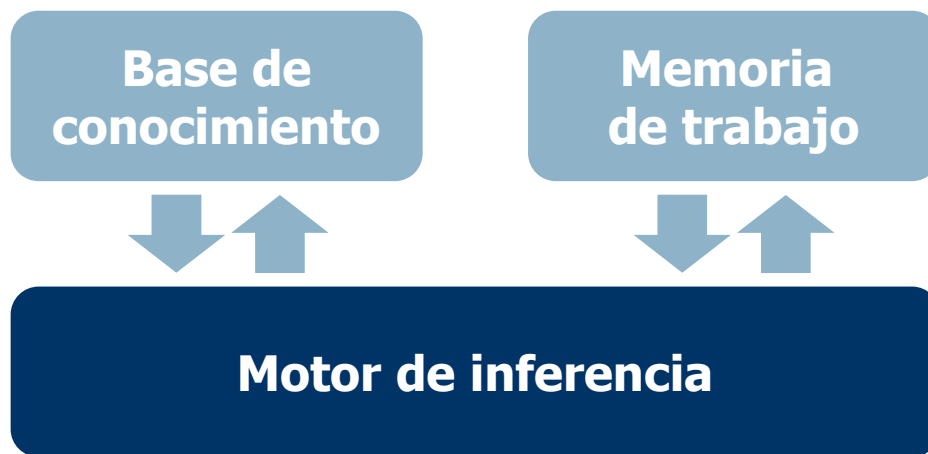 Base de
conocimiento
Memoria
de trabajo
Motor de inferencia